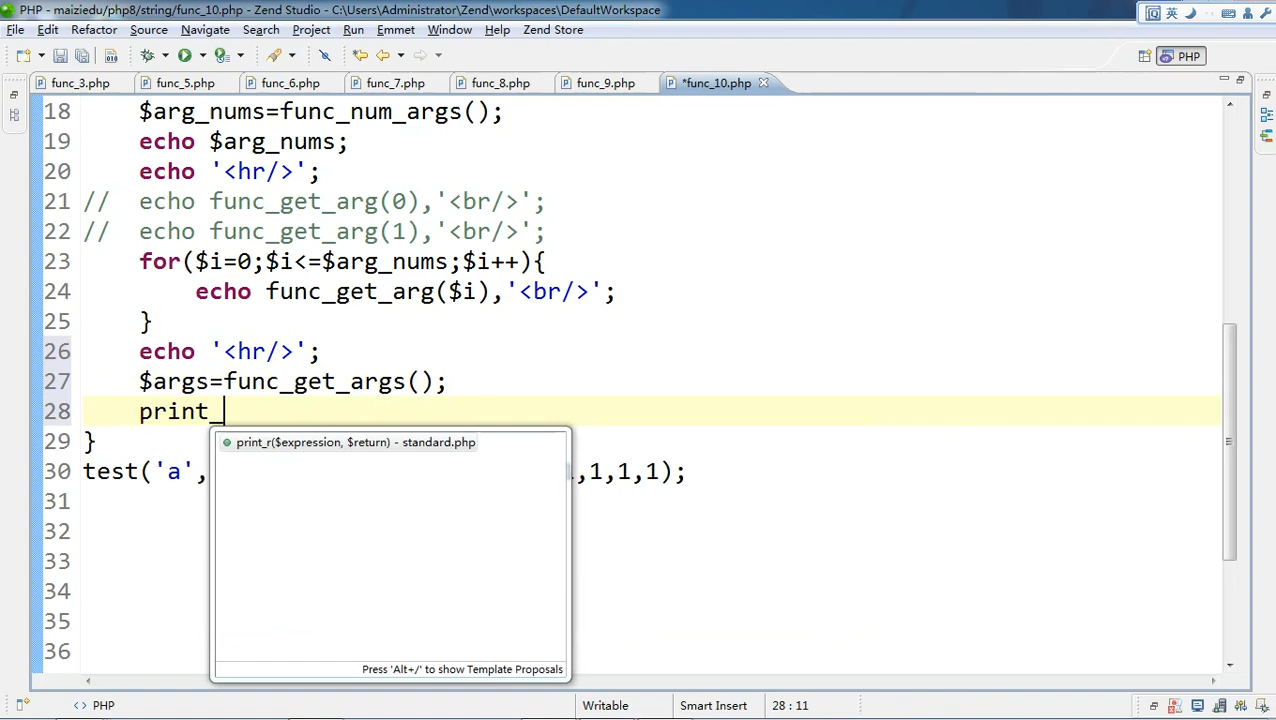 PHP - maiziedu/php8/string/func_10.php - Zend Studio - C:\Users\Administrator\Zend\workspaces\DefaultWorkspace
英
File Edit Refactor Source Navigate Search Project Run Emmet Window Help Zend Store
PHP
func_3.php func_5.php func_6.php func_7.php func_8.php func_9.php *func_10.php
18 $arg_nums=func_num_args();
19 echo $arg_nums;
20 echo '<hr/>';
21 // echo func_get_arg(0),'<br/>';
22 // echo func_get_arg(1),'<br/>';
23 for($i=0;$i<=$arg_nums;$i++){
24 echo func_get_arg($i),'<br/>';
25 }
26 echo '<hr/>';
27 $args=func_get_args();
28 print_
29 }
print_r($expression, $return) - standard.php
30 test('a', ,1,1,1);
31
32
33
34
35
36
Press 'Alt+/' to show Template Proposals
<> PHP Writable Smart Insert 28 : 11